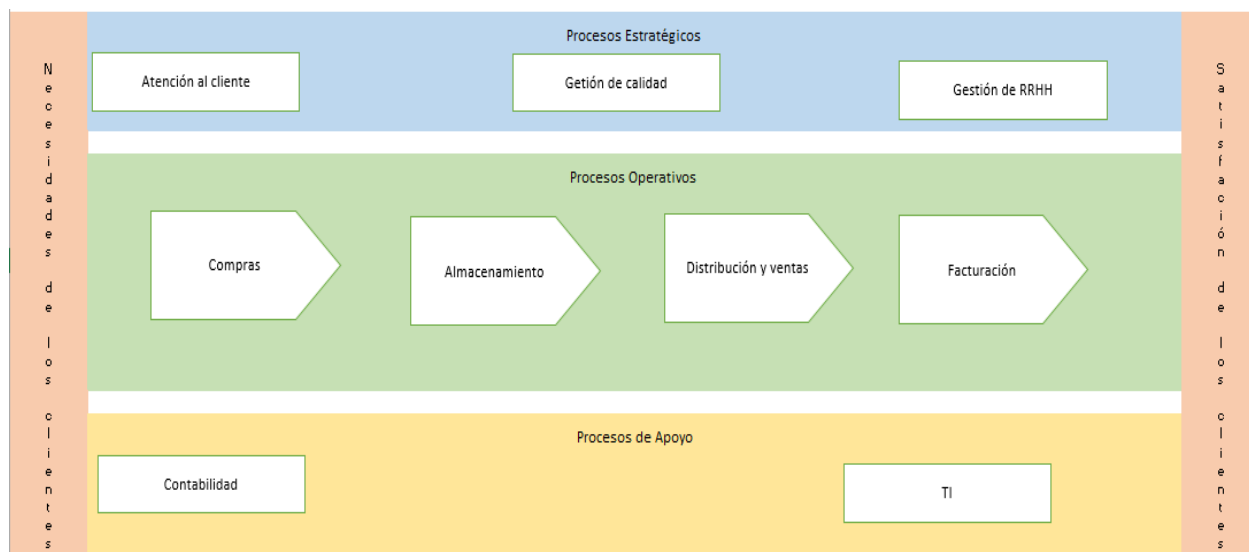 Necesidades de los clientes
Procesos Estratégicos
Atención al cliente
Getión de calidad
Gestión de RRHH
Procesos Operativos
Compras
Almacenamiento
Distribución y ventas
Facturación
Procesos de Apoyo
Contabilidad
TI
Satisfación de los clientes